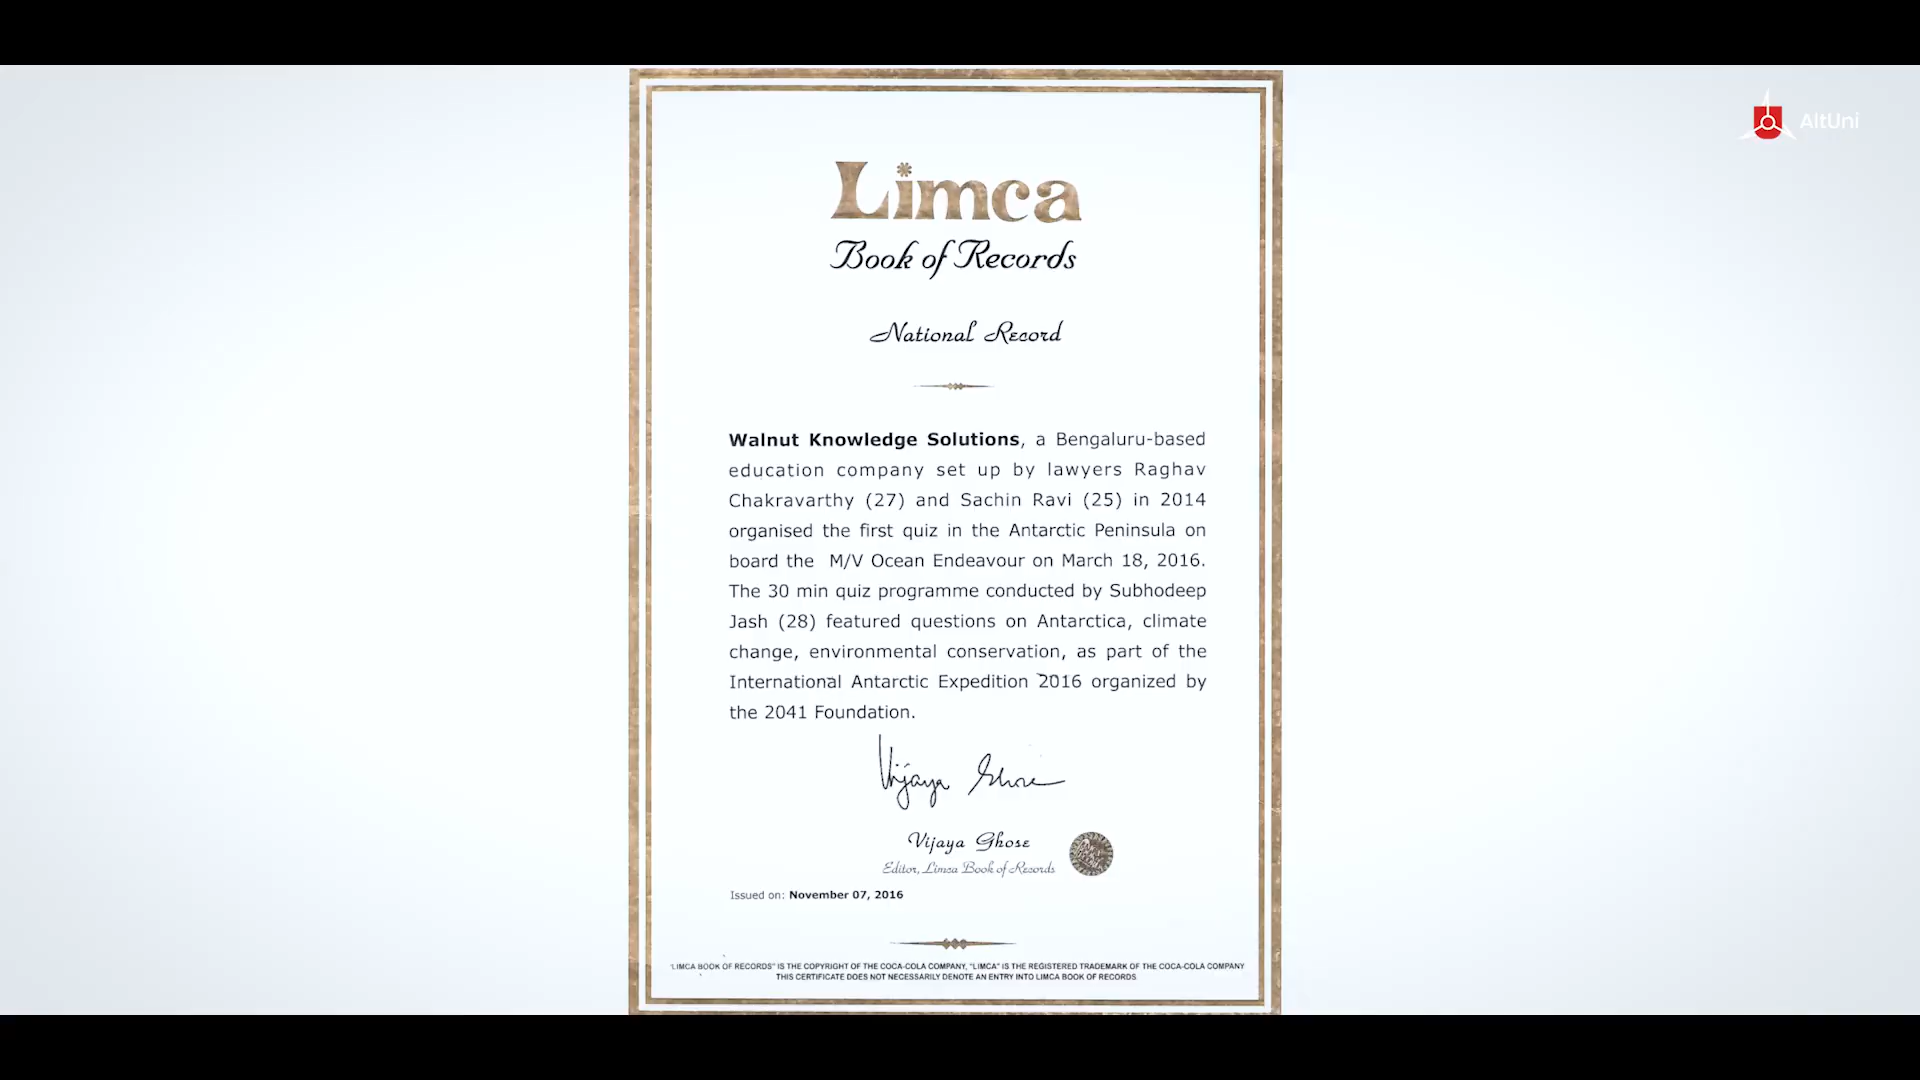 AltUni
Limca
Book of Records
National Record
Walnut Knowledge Solutions, a Bengaluru-based
education company set up by lawyers Raghav
Chakravarthy (27) and Sachin Ravi (25) in 2014
organised the first quiz in the Antarctic Peninsula on
board the M/V Ocean Endeavour on March 18, 2016.
The 30 min quiz programme conducted by Subhodeep
Jash (28) featured questions on Antarctica, climate
change, environmental conservation, as part of the
International Antarctic Expedition 2016 organized by
the 2041 Foundation.
Vijaya Ghose
Vijaya Ghose
Editor, Limca Book of Records
Issued on: November 07, 2016
"LIMCA BOOK OF RECORDS" IS THE COPYRIGHT OF THE COCA-COLA COMPANY, "LIMCA" IS THE REGISTERED TRADEMARK OF THE COCA-COLA COMPANY
THIS CERTIFICATE DOES NOT NECESSARILY DENOTE AN ENTRY INTO LIMCA BOOK OF RECORDS